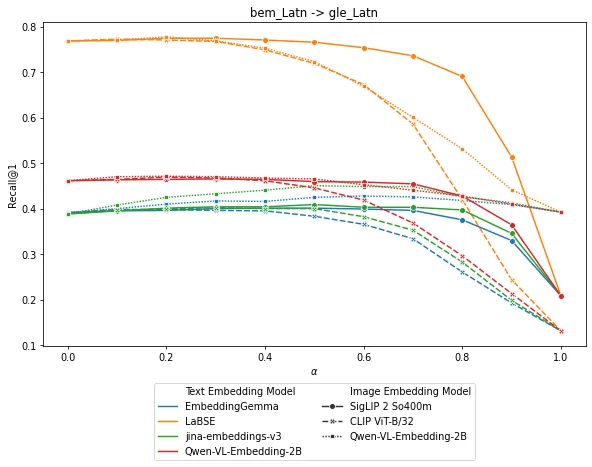 bem_Latn -> gle_Latn
0.8
0.7
0.6
0.5
0.4
0.3
0.2
0.1
Recall@1
0.0
0.2
0.4
0.6
0.8
1.0
α
Text Embedding Model
EmbeddingGemma
LaBSE
jina-embeddings-v3
Qwen-VL-Embedding-2B
Image Embedding Model
SigLIP 2 So400m
CLIP ViT-B/32
Qwen-VL-Embedding-2B